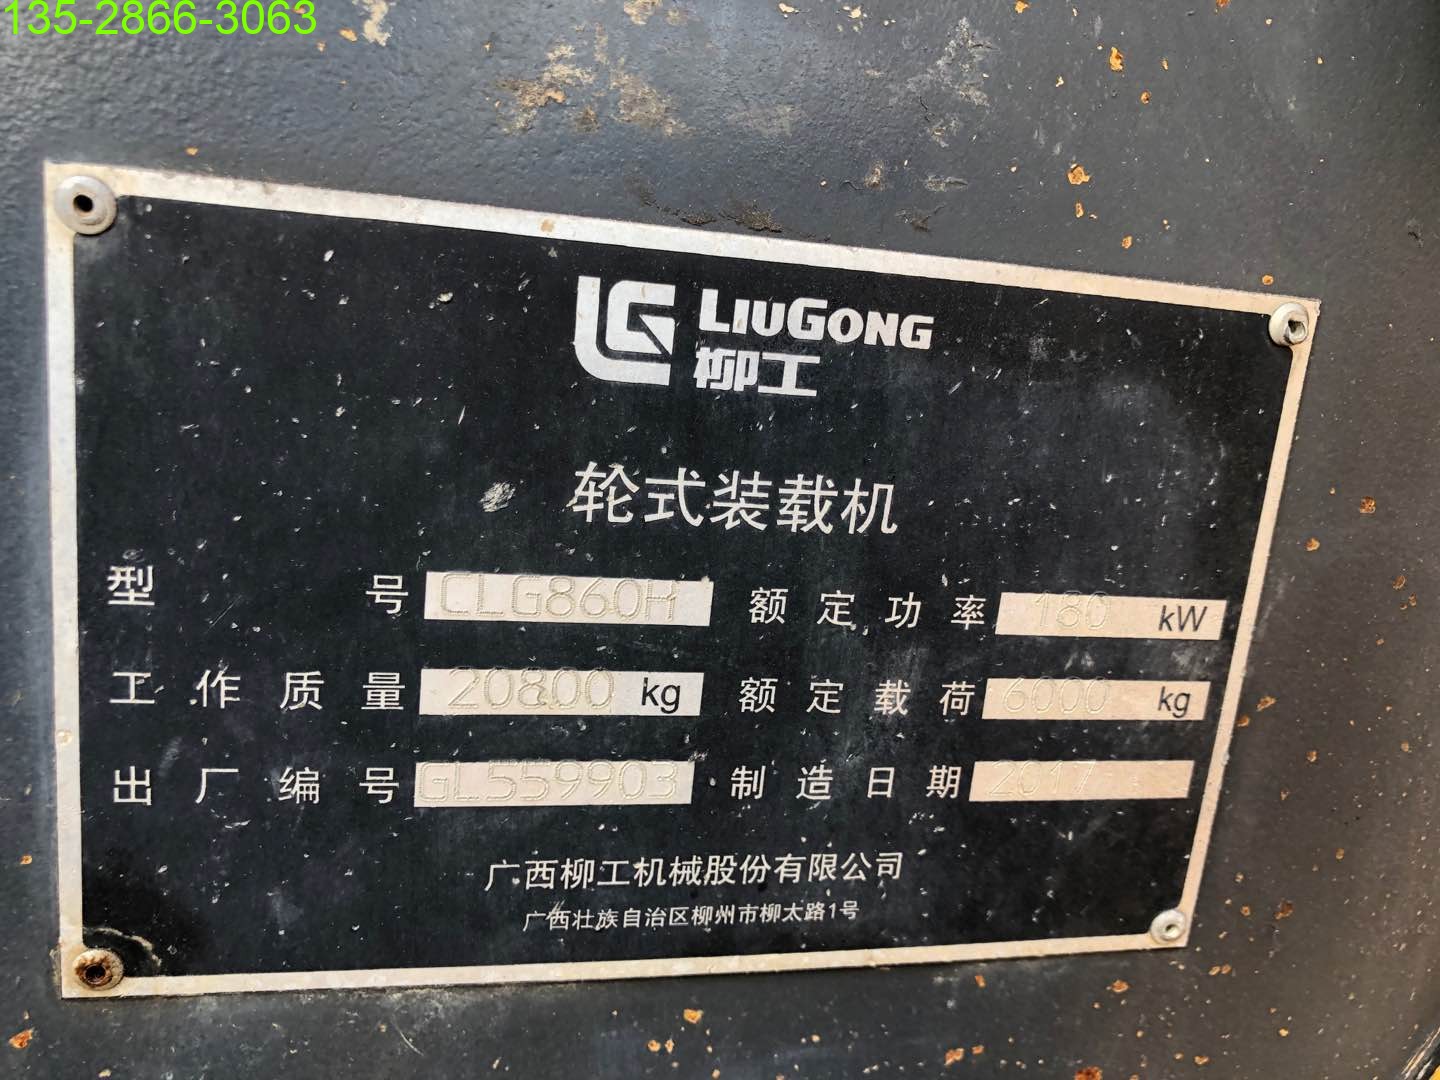 135-2866-3063
LG LIUGONG
柳工
轮式装载机
型号 CLG860H 额定功率 180 kW
工作质量 20800 kg 额定载荷 6000 kg
出厂编号 GL559903 制造日期 2017
广西柳工机械股份有限公司
广西壮族自治区柳州市柳太路1号